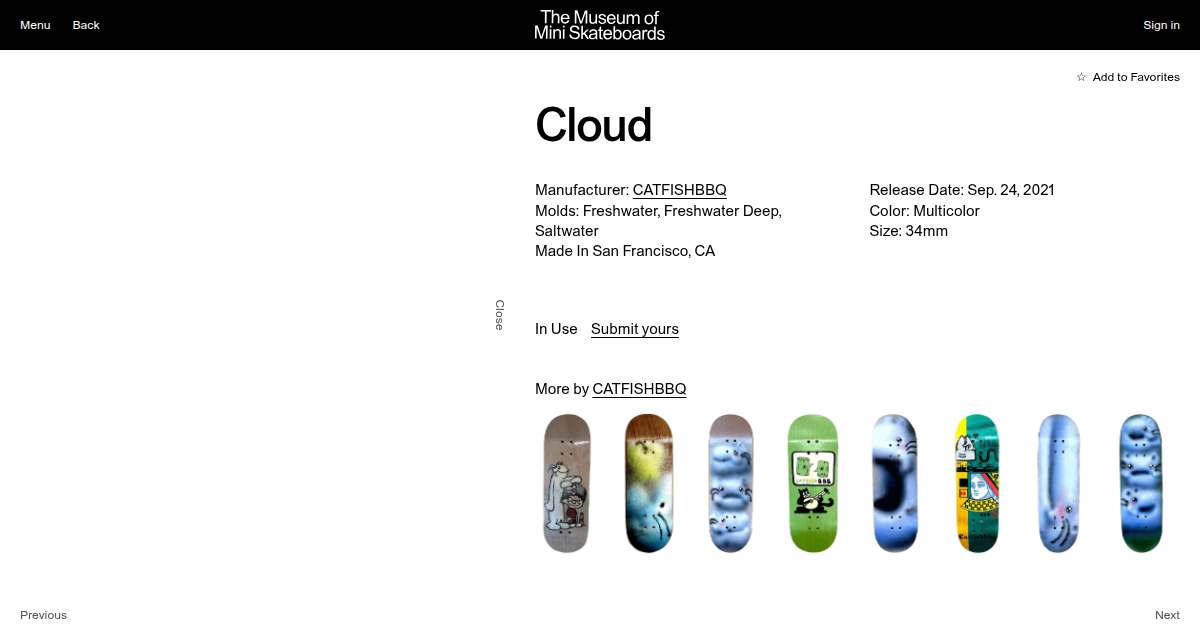 Menu
Back
The Museum of
Mini Skateboards
Sign in
☆ Add to Favorites
Cloud
Manufacturer: CATFISHBBQ
Molds: Freshwater, Freshwater Deep,
Saltwater
Made In San Francisco, CA
Release Date: Sep. 24, 2021
Color: Multicolor
Size: 34mm
Close
In Use
Submit yours
More by CATFISHBBQ
Previous
Next